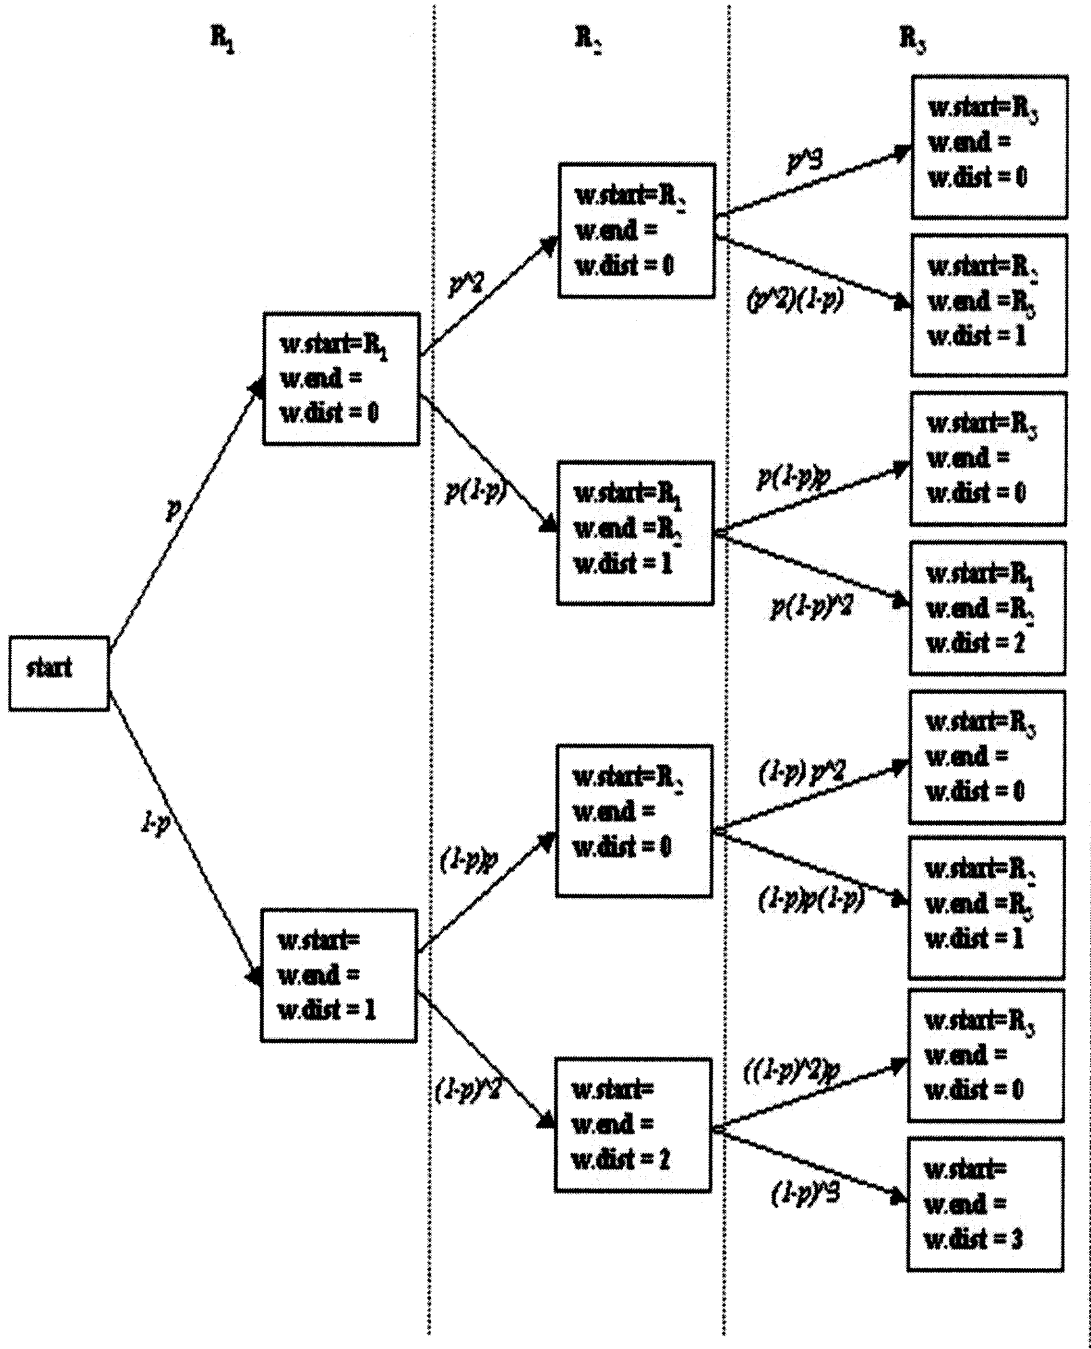 R₁
R₂
R₃
start
p
1-p
w.start=R₁
w.end =
w.dist = 0
w.start=
w.end =
w.dist = 1
p^2
p(1-p)
(1-p)p
(1-p)^2
w.start=R₂
w.end =
w.dist = 0
w.start=R₁
w.end =R₂
w.dist = 1
w.start=R₂
w.end =
w.dist = 0
w.start=
w.end =
w.dist = 2
p^3
(p^2)(1-p)
p(1-p)p
p(1-p)^2
(1-p) p^2
(1-p)p(1-p)
((1-p)^2)p
(1-p)^3
w.start=R₃
w.end =
w.dist = 0
w.start=R₂
w.end =R₃
w.dist = 1
w.start=R₃
w.end =
w.dist = 0
w.start=R₁
w.end =R₂
w.dist = 2
w.start=R₃
w.end =
w.dist = 0
w.start=R₂
w.end =R₃
w.dist = 1
w.start=R₃
w.end =
w.dist = 0
w.start=
w.end =
w.dist = 3